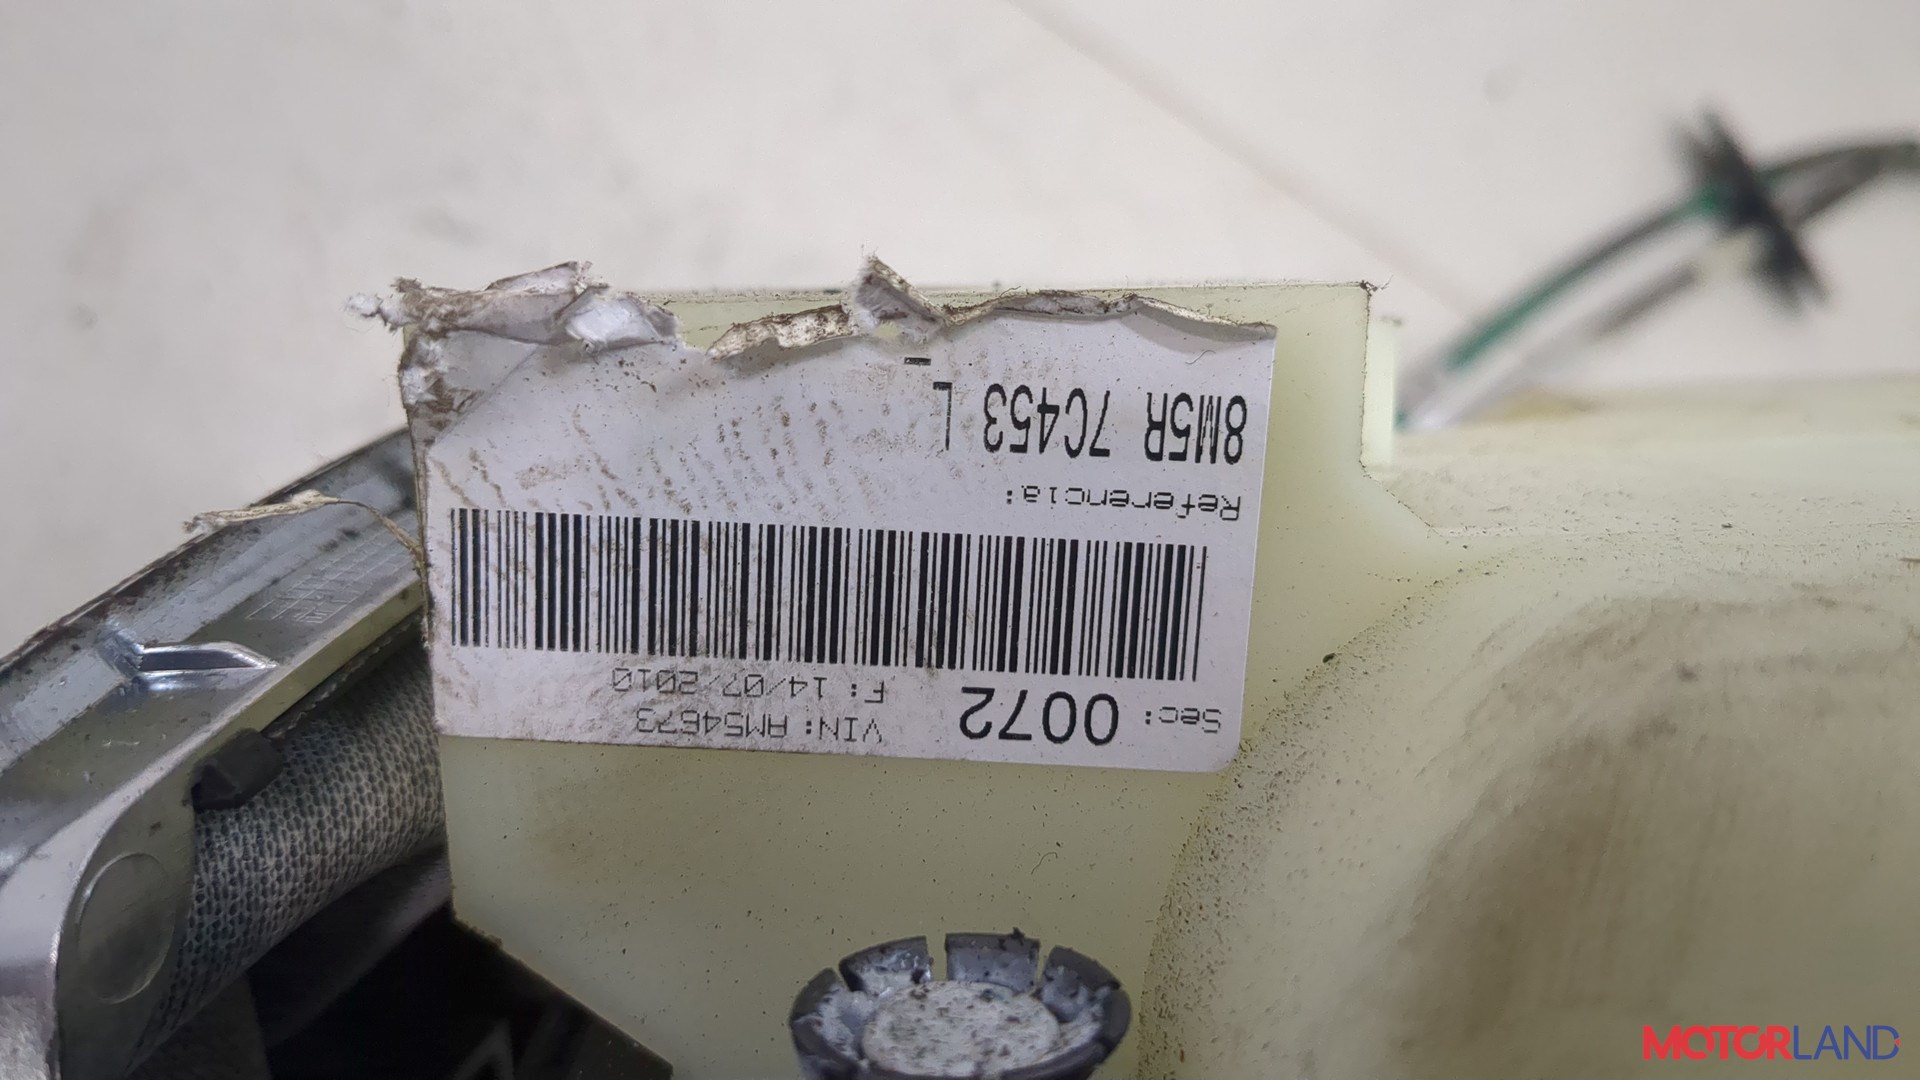 Sec: 0072
VIN: AM54673
F: 14/07/2010
Referencia:
8M5R 7C453 L
MOTORLAND